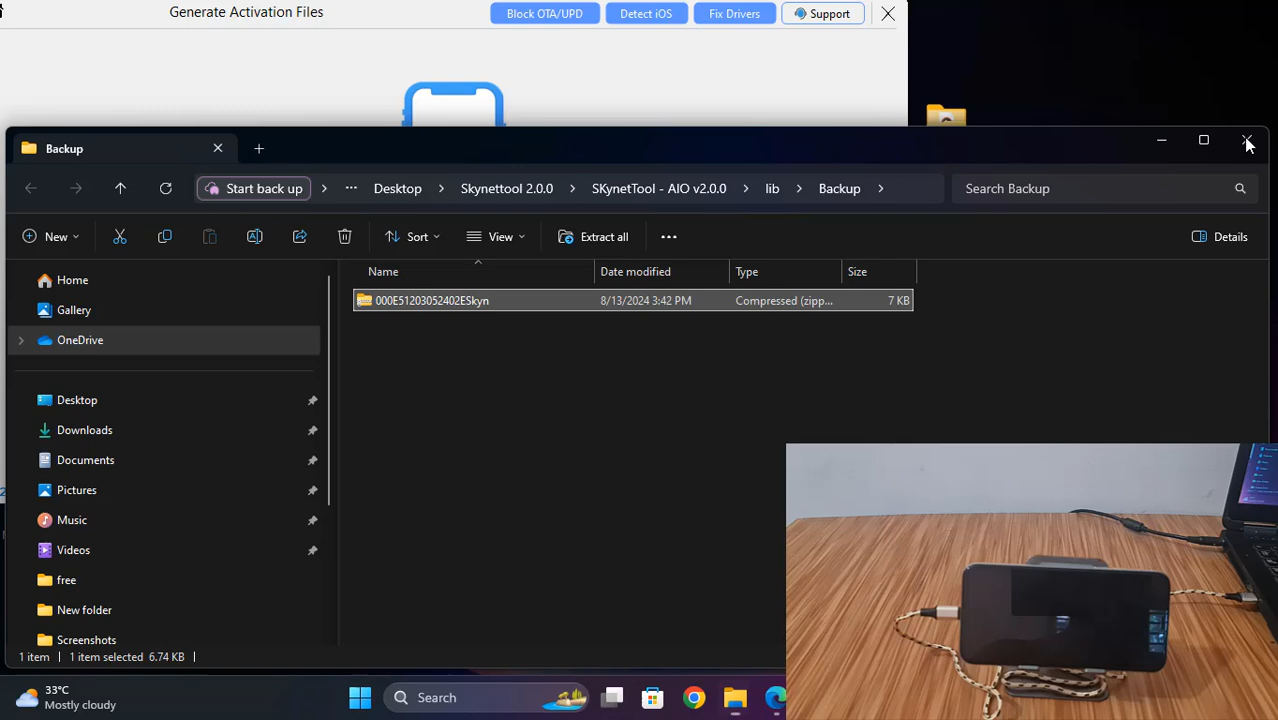 Generate Activation Files
Block OTA/UPD
Detect iOS
Fix Drivers
Support
Backup
Start back up
Desktop
Skynettool 2.0.0
SKynetTool - AIO v2.0.0
lib
Backup
Search Backup
New
Sort
View
Extract all
Details
Name
Date modified
Type
Size
000E51203052402ESkyn
8/13/2024 3:42 PM
Compressed (zipp...
7 KB
Home
Gallery
OneDrive
Desktop
Downloads
Documents
Pictures
Music
Videos
free
New folder
Screenshots
1 item
1 item selected 6.74 KB
33°C
Mostly cloudy
Search